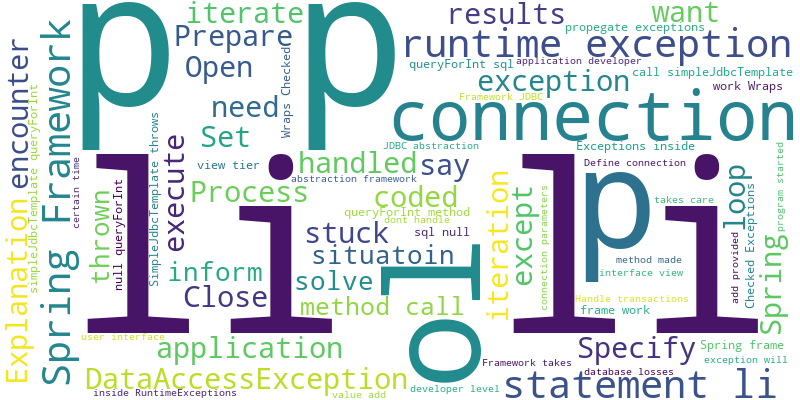 p p
iterate
results
want
Prepare
runtime exception
propegate exceptions
Open
queryForInt sql
application developer
exception
call simpleJdbcTemplate
work Wraps
need
Wraps Checked
Framework JDBC
connection
Set
Spring Framework
encounter
Explanation
simpleJdbcTemplate queryForInt
certain time
JDBC abstraction
Exceptions inside
view tier
handled
say
Define connection
abstraction framework
Process
coded
takes care
execute
SimpleJdbcTemplate throws
null queryForInt
thrown
queryForInt method
dont handle
li
pi
p
loop
program started
stuck
sql null
except
iteration
connection parameters
situatoin
method made
interface view
inform
solve
add provided
Checked Exceptions
Spring
Close
method call
Handle transactions
frame work
ol
user interface
application
Specify
Spring frame
Framework takes
exception will
database losses
DataAccessException
developer level
statement li
inside RuntimeExceptions
value add